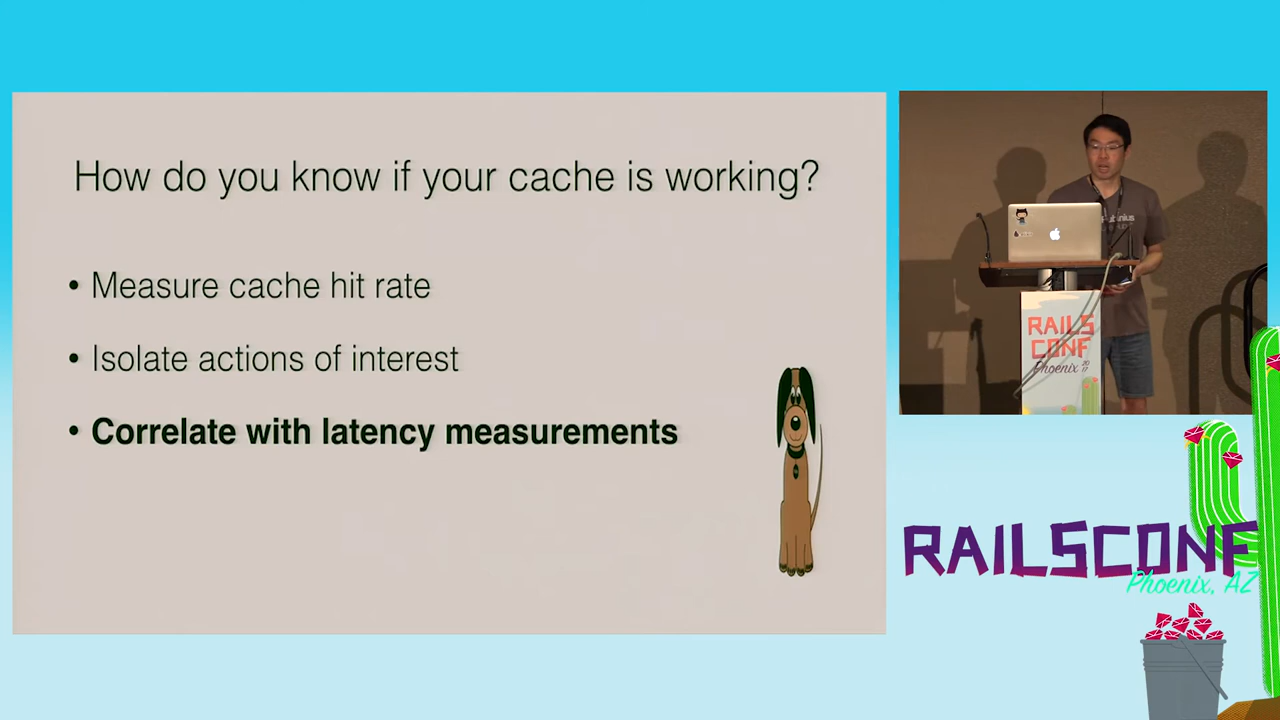 How do you know if your cache is working?
• Measure cache hit rate
• Isolate actions of interest
• Correlate with latency measurements
RAILS
CONF
Phoenix 2017
RAILSCONF
Phoenix, AZ